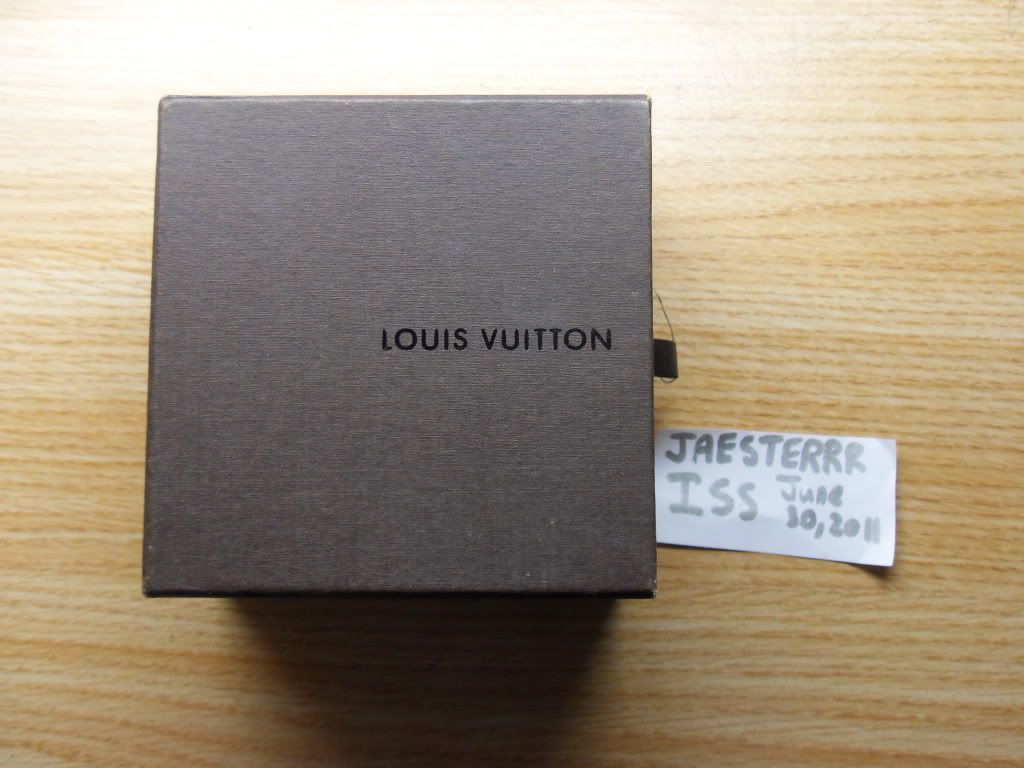 LOUIS VUITTON
JAESTERRR
ISS June
30, 2011